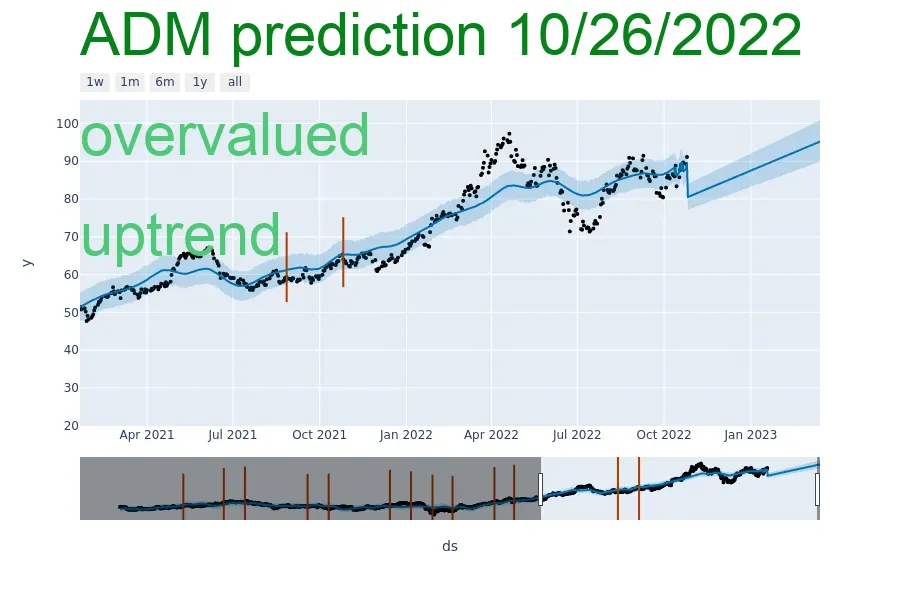 ADM prediction 10/26/2022
1w 1m 6m 1y all
overvalued
uptrend
100
90
80
70
60
50
40
30
20
y
Apr 2021 Jul 2021 Oct 2021 Jan 2022 Apr 2022 Jul 2022 Oct 2022 Jan 2023
ds